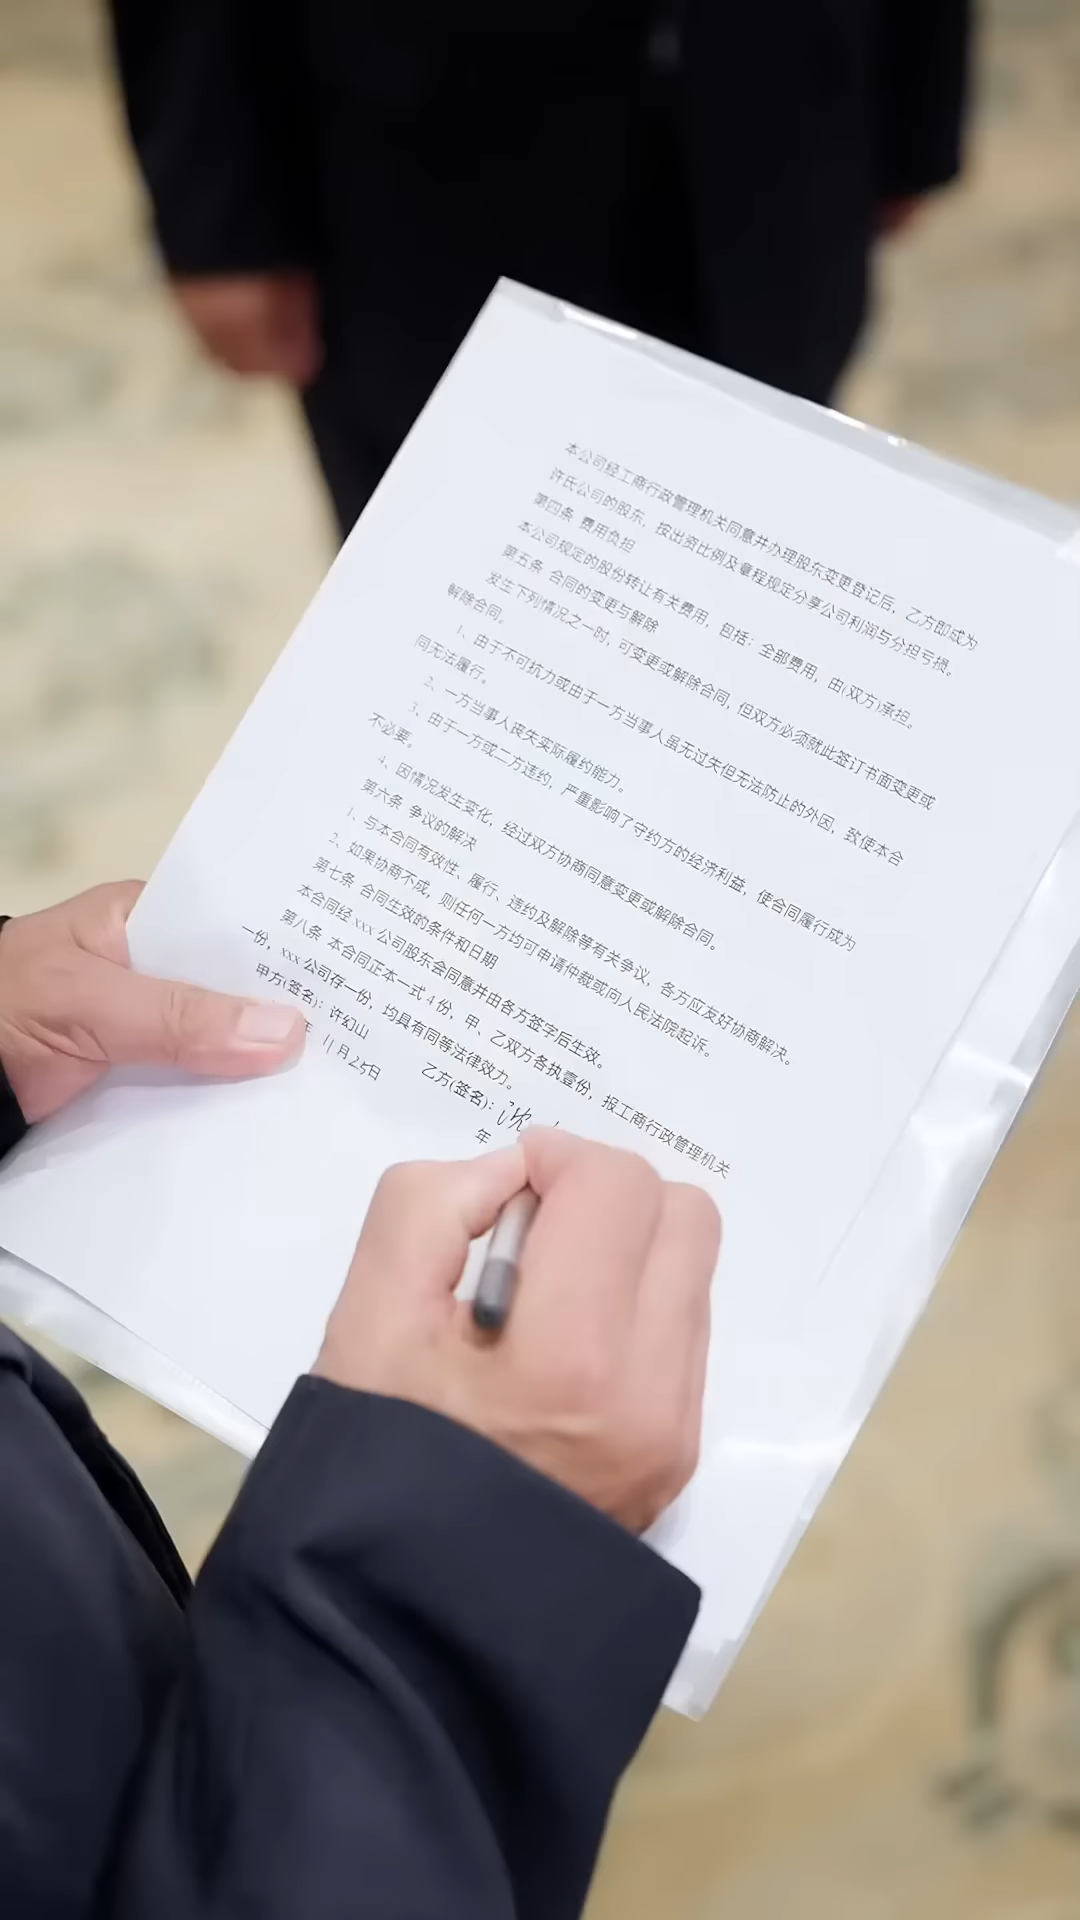 本公司经工商行政管理机关同意并办理股东变更登记后，乙方即成为
许氏公司的股东，按出资比例及章程规定分享公司利润与分担亏损。
第四条 费用负担
本公司规定的股份转让有关费用，包括：全部费用，由(双方)承担。
第五条 合同的变更与解除
发生下列情况之一时，可变更或解除合同，但双方必须就此签订书面变更或
解除合同。
1、由于不可抗力或由于一方当事人虽无过失但无法防止的外因，致使本合
同无法履行。
2、一方当事人丧失实际履约能力。
3、由于一方或二方违约，严重影响了守约方的经济利益，使合同履行成为
不必要。
4、因情况发生变化，经过双方协商同意变更或解除合同。
第六条 争议的解决
1、与本合同有效性、履行、违约及解除等有关争议，各方应友好协商解决。
2、如果协商不成，则任何一方均可申请仲裁或向人民法院起诉。
第七条 合同生效的条件和日期
本合同经 xxx 公司股东会同意并由各方签字后生效。
第八条 本合同正本一式 4 份，甲、乙双方各执壹份，报工商行政管理机关
一份，xxx 公司存一份，均具有同等法律效力。
甲方(签名)：许幻山 乙方(签名)：
年 11月25日 年